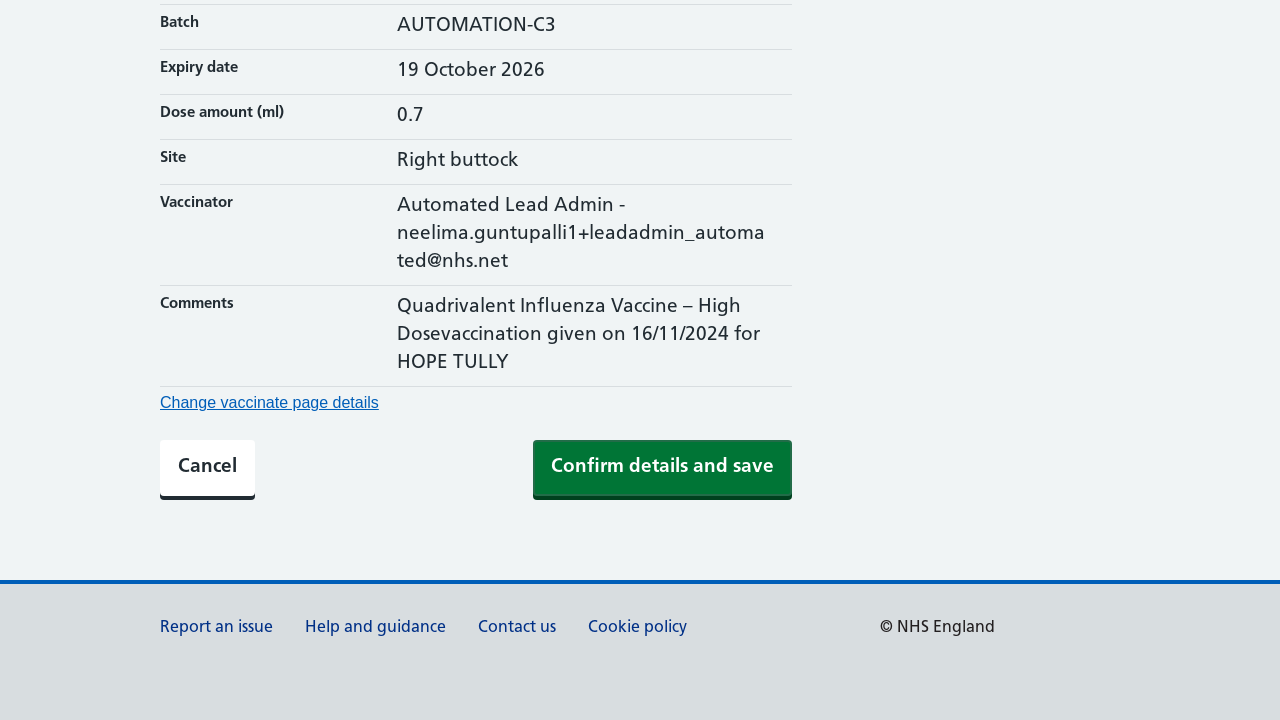 Batch
AUTOMATION-C3
Expiry date
19 October 2026
Dose amount (ml)
0.7
Site
Right buttock
Vaccinator
Automated Lead Admin -
neelima.guntupalli1+leadadmin_automa
ted@nhs.net
Comments
Quadrivalent Influenza Vaccine – High
Dosevaccination given on 16/11/2024 for
HOPE TULLY
Change vaccinate page details
Cancel
Confirm details and save
Report an issue
Help and guidance
Contact us
Cookie policy
© NHS England